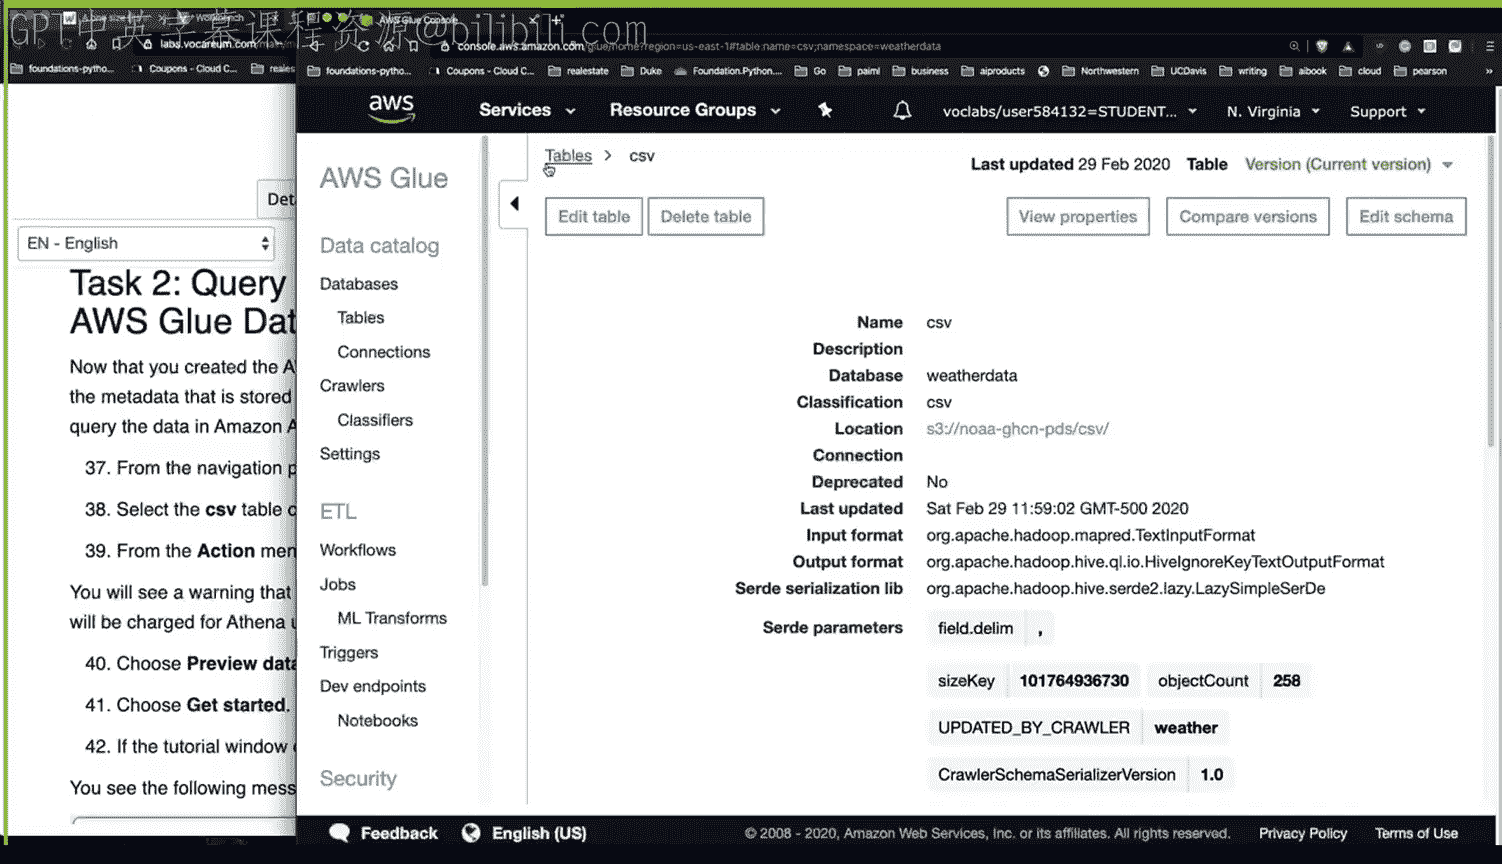 GPT中英字幕课程资源@bilibili.com
AWS Glue Console
labs.vocareum.com
console.aws.amazon.com/glue/home?region=us-east-1#table:name=csv;namespace=weatherdata
foundations-pytho... Coupons - Cloud C... reales
foundations-pytho... Coupons - Cloud C... realestate Duke Foundation.Python.... Go paiml business aiproducts Northwestern UCDavis writing aibook cloud pearson »
aws Services Resource Groups voclabs/user584132=STUDENT... N. Virginia Support
Deta
EN - English
Task 2: Query
AWS Glue Dat
Now that you created the A
the metadata that is stored
query the data in Amazon A
37. From the navigation p
38. Select the csv table c
39. From the Action men
You will see a warning that
will be charged for Athena u
40. Choose Preview data
41. Choose Get started.
42. If the tutorial window
You see the following mess
AWS Glue
Data catalog
Databases
Tables
Connections
Crawlers
Classifiers
Settings
ETL
Workflows
Jobs
ML Transforms
Triggers
Dev endpoints
Notebooks
Security
Tables > csv
Last updated 29 Feb 2020 Table Version (Current version)
Edit table Delete table View properties Compare versions Edit schema
Name csv
Description
Database weatherdata
Classification csv
Location s3://noaa-ghcn-pds/csv/
Connection
Deprecated No
Last updated Sat Feb 29 11:59:02 GMT-500 2020
Input format org.apache.hadoop.mapred.TextInputFormat
Output format org.apache.hadoop.hive.ql.io.HiveIgnoreKeyTextOutputFormat
Serde serialization lib org.apache.hadoop.hive.serde2.lazy.LazySimpleSerDe
Serde parameters field.delim ,
sizeKey 101764936730 objectCount 258
UPDATED_BY_CRAWLER weather
CrawlerSchemaSerializerVersion 1.0
Feedback English (US) © 2008 - 2020, Amazon Web Services, Inc. or its affiliates. All rights reserved. Privacy Policy Terms of Use